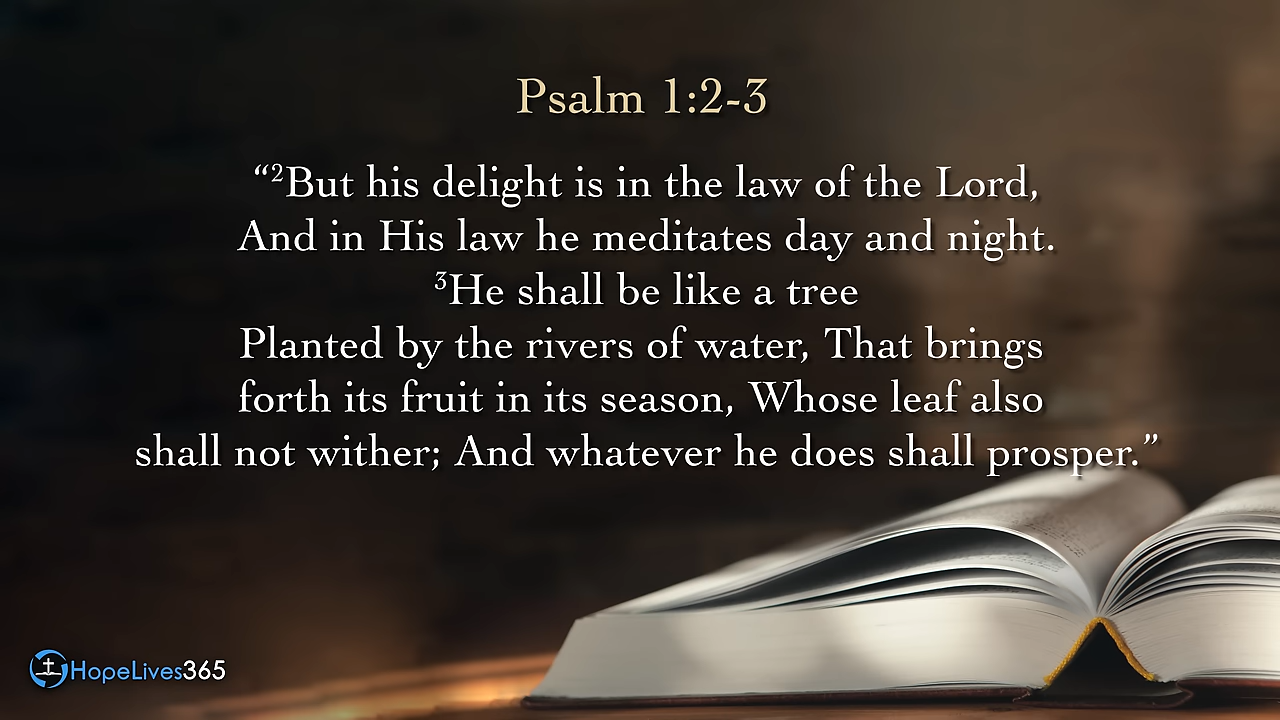 Psalm 1:2-3
“²But his delight is in the law of the Lord,
And in His law he meditates day and night.
³He shall be like a tree
Planted by the rivers of water, That brings
forth its fruit in its season, Whose leaf also
shall not wither; And whatever he does shall prosper.”
HopeLives365